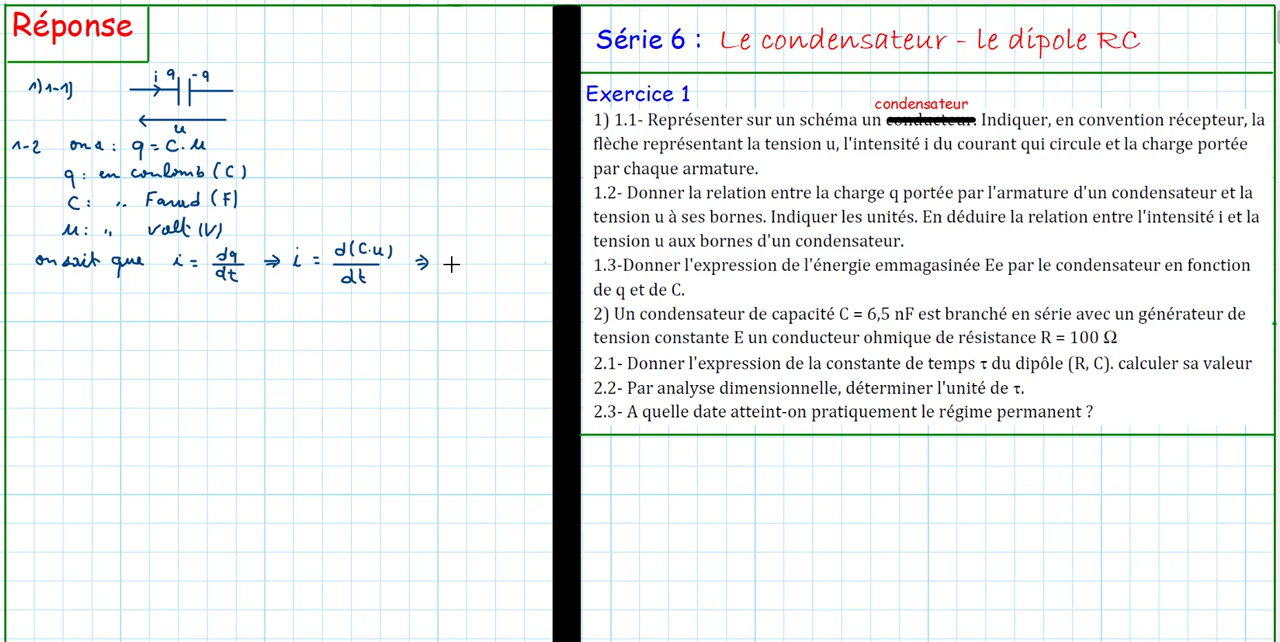 Réponse
1) 1-1)
i q -q
u
1-2 on a : q = C.u
q : en coulomb (C)
C : " Farad (F)
u : " volt (V)
on sait que i = dq/dt ⇒ i = d(C.u)/dt ⇒
Série 6 : Le condensateur - le dipole RC
Exercice 1
condensateur
1) 1.1- Représenter sur un schéma un conducteur. Indiquer, en convention récepteur, la
flèche représentant la tension u, l'intensité i du courant qui circule et la charge portée
par chaque armature.
1.2- Donner la relation entre la charge q portée par l'armature d'un condensateur et la
tension u à ses bornes. Indiquer les unités. En déduire la relation entre l'intensité i et la
tension u aux bornes d'un condensateur.
1.3-Donner l'expression de l'énergie emmagasinée Ee par le condensateur en fonction
de q et de C.
2) Un condensateur de capacité C = 6,5 nF est branché en série avec un générateur de
tension constante E un conducteur ohmique de résistance R = 100 Ω
2.1- Donner l'expression de la constante de temps τ du dipôle (R, C). calculer sa valeur
2.2- Par analyse dimensionnelle, déterminer l'unité de τ.
2.3- A quelle date atteint-on pratiquement le régime permanent ?